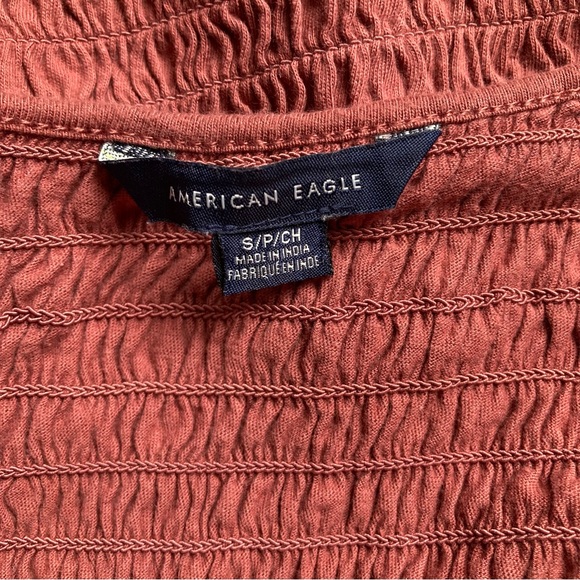 AMERICAN EAGLE
S/P/CH
MADE IN INDIA
FABRIQUÉ EN INDE